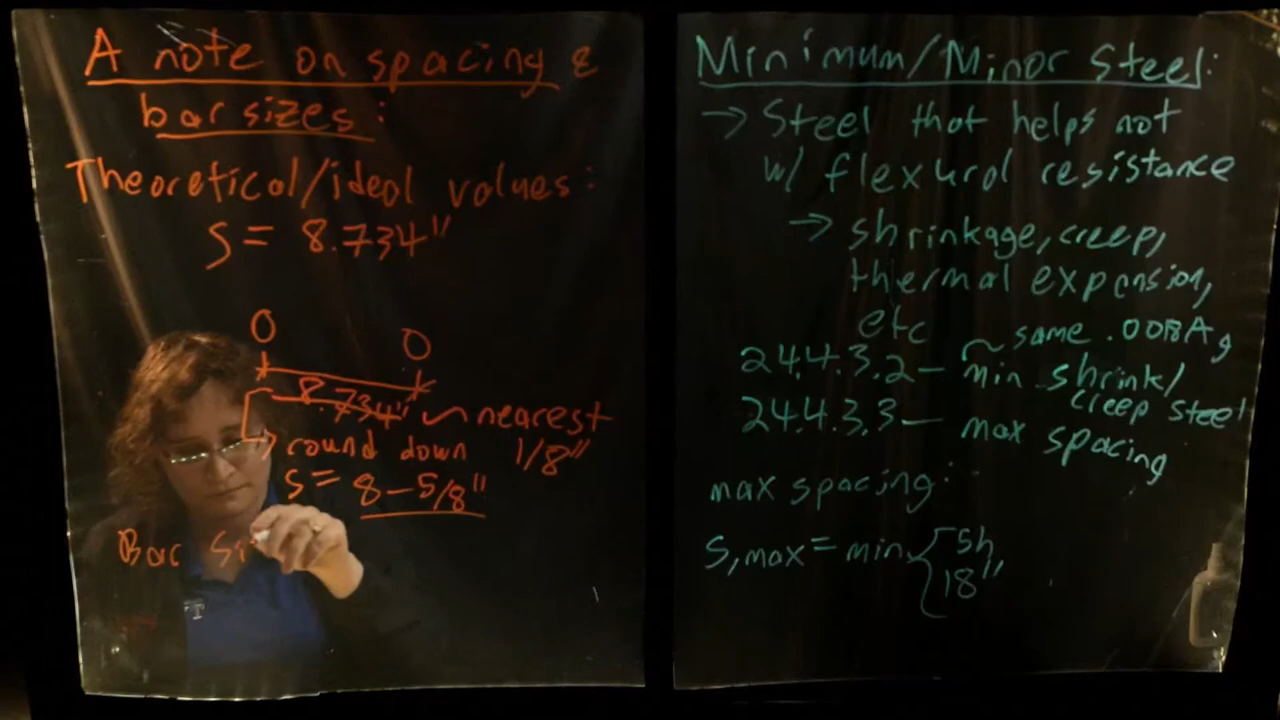 A note on spacing &
bar sizes:
Theoretical/ideal values:
S = 8.734"
8.734" nearest
round down 1/8"
S = 8-5/8"
Bar Si
T
Minimum/Minor Steel:
→ Steel that helps not
w/ flexural resistance
→ shrinkage, creep,
thermal expansion,
etc ~ same .0018Ag
24.4.3.2 – min shrink/
creep steel
24.4.3.3 – max spacing
max spacing:
S,max = min { 5h
18"